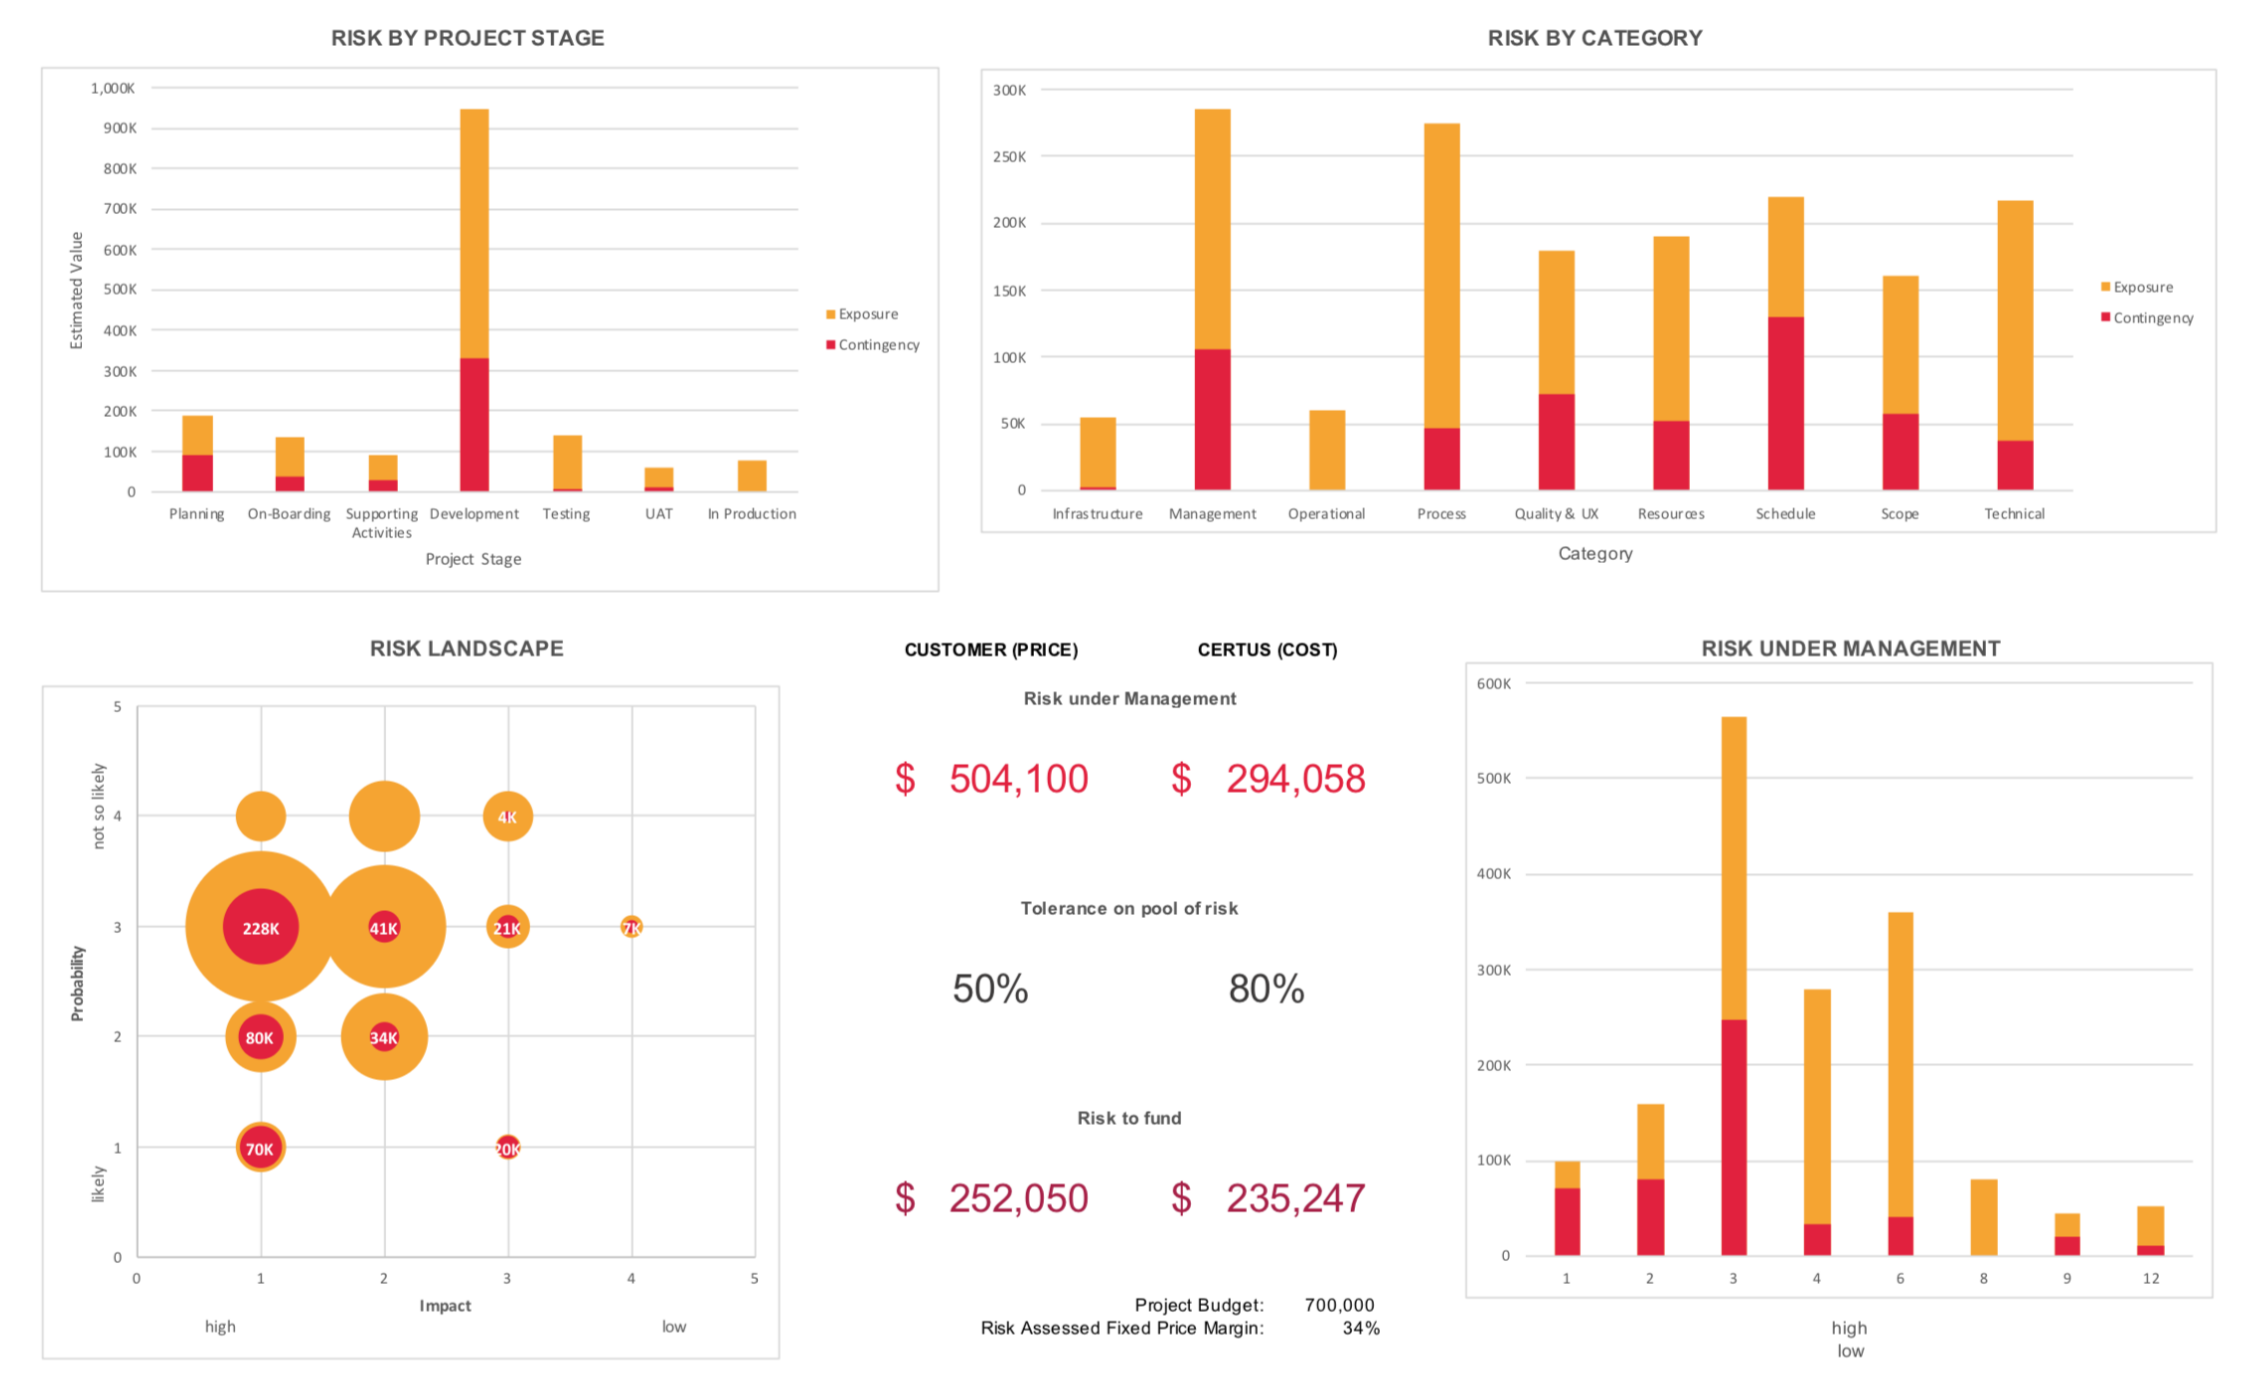 RISK BY PROJECT STAGE
1,000K
900K
800K
700K
600K
500K
400K
300K
200K
100K
0
Estimated Value
Planning On-Boarding Supporting Development Testing UAT In Production
Activities
Project Stage
Exposure
Contingency
RISK BY CATEGORY
300K
250K
200K
150K
100K
50K
0
Infrastructure Management Operational Process Quality & UX Resources Schedule Scope Technical
Category
Exposure
Contingency
RISK LANDSCAPE
5
4
3
2
1
0
not so likely
Probability
likely
4K
228K 41K 21K 7K
80K 34K
70K 20K
0 1 2 3 4 5
Impact
high low
CUSTOMER (PRICE) CERTUS (COST)
Risk under Management
$ 504,100 $ 294,058
Tolerance on pool of risk
50% 80%
Risk to fund
$ 252,050 $ 235,247
Project Budget: 700,000
Risk Assessed Fixed Price Margin: 34%
RISK UNDER MANAGEMENT
600K
500K
400K
300K
200K
100K
0
1 2 3 4 6 8 9 12
high
low